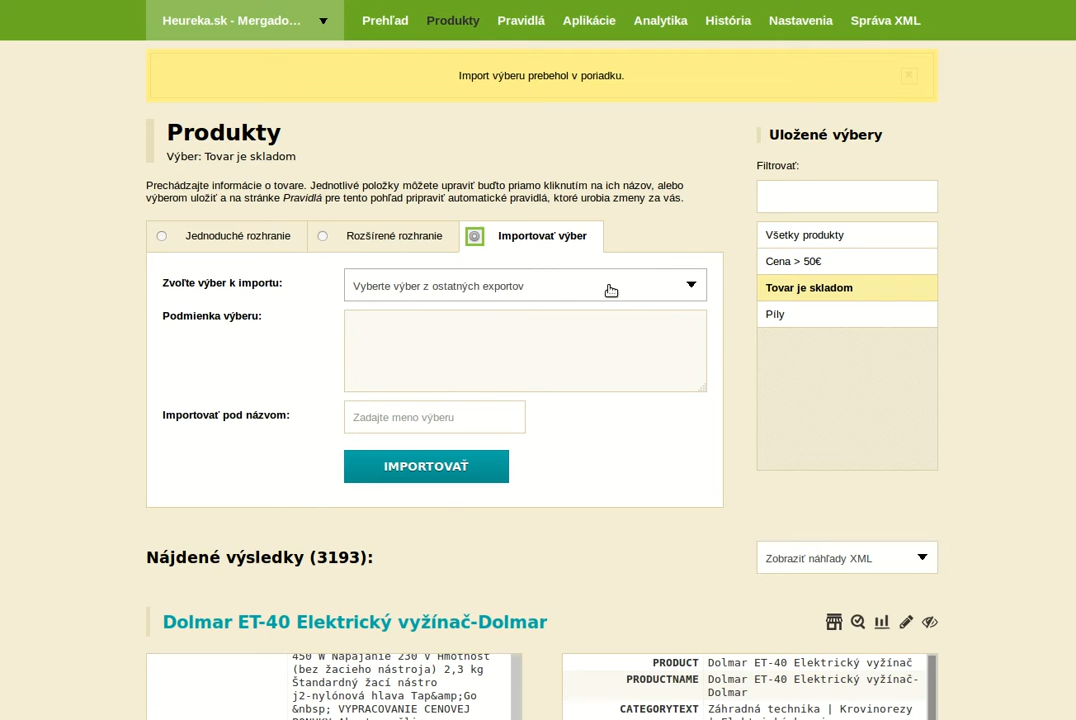 Heureka.sk - Mergado...
Prehľad
Produkty
Pravidlá
Aplikácie
Analytika
História
Nastavenia
Správa XML
Import výberu prebehol v poriadku.
Produkty
Výber: Tovar je skladom
Prechádzajte informácie o tovare. Jednotlivé položky môžete upraviť buďto priamo kliknutím na ich názov, alebo
výberom uložiť a na stránke Pravidlá pre tento pohľad pripraviť automatické pravidlá, ktoré urobia zmeny za vás.
Jednoduché rozhranie
Rozšírené rozhranie
Importovať výber
Zvoľte výber k importu:
Vyberte výber z ostatných exportov
Podmienka výberu:
Importovať pod názvom:
Zadajte meno výberu
IMPORTOVAŤ
Uložené výbery
Filtrovať:
Všetky produkty
Cena > 50€
Tovar je skladom
Píly
Nájdené výsledky (3193):
Zobraziť náhľady XML
Dolmar ET-40 Elektrický vyžínač-Dolmar
450 W Napájanie 230 V Hmotnosť
(bez žacieho nástroja) 2,3 kg
Štandardný žací nástro
j2-nylónová hlava Tap&amp;Go
&nbsp; VYPRACOVANIE CENOVEJ
PRODUCT Dolmar ET-40 Elektrický vyžínač
PRODUCTNAME Dolmar ET-40 Elektrický vyžínač-
Dolmar
CATEGORYTEXT Záhradná technika | Krovinorezy